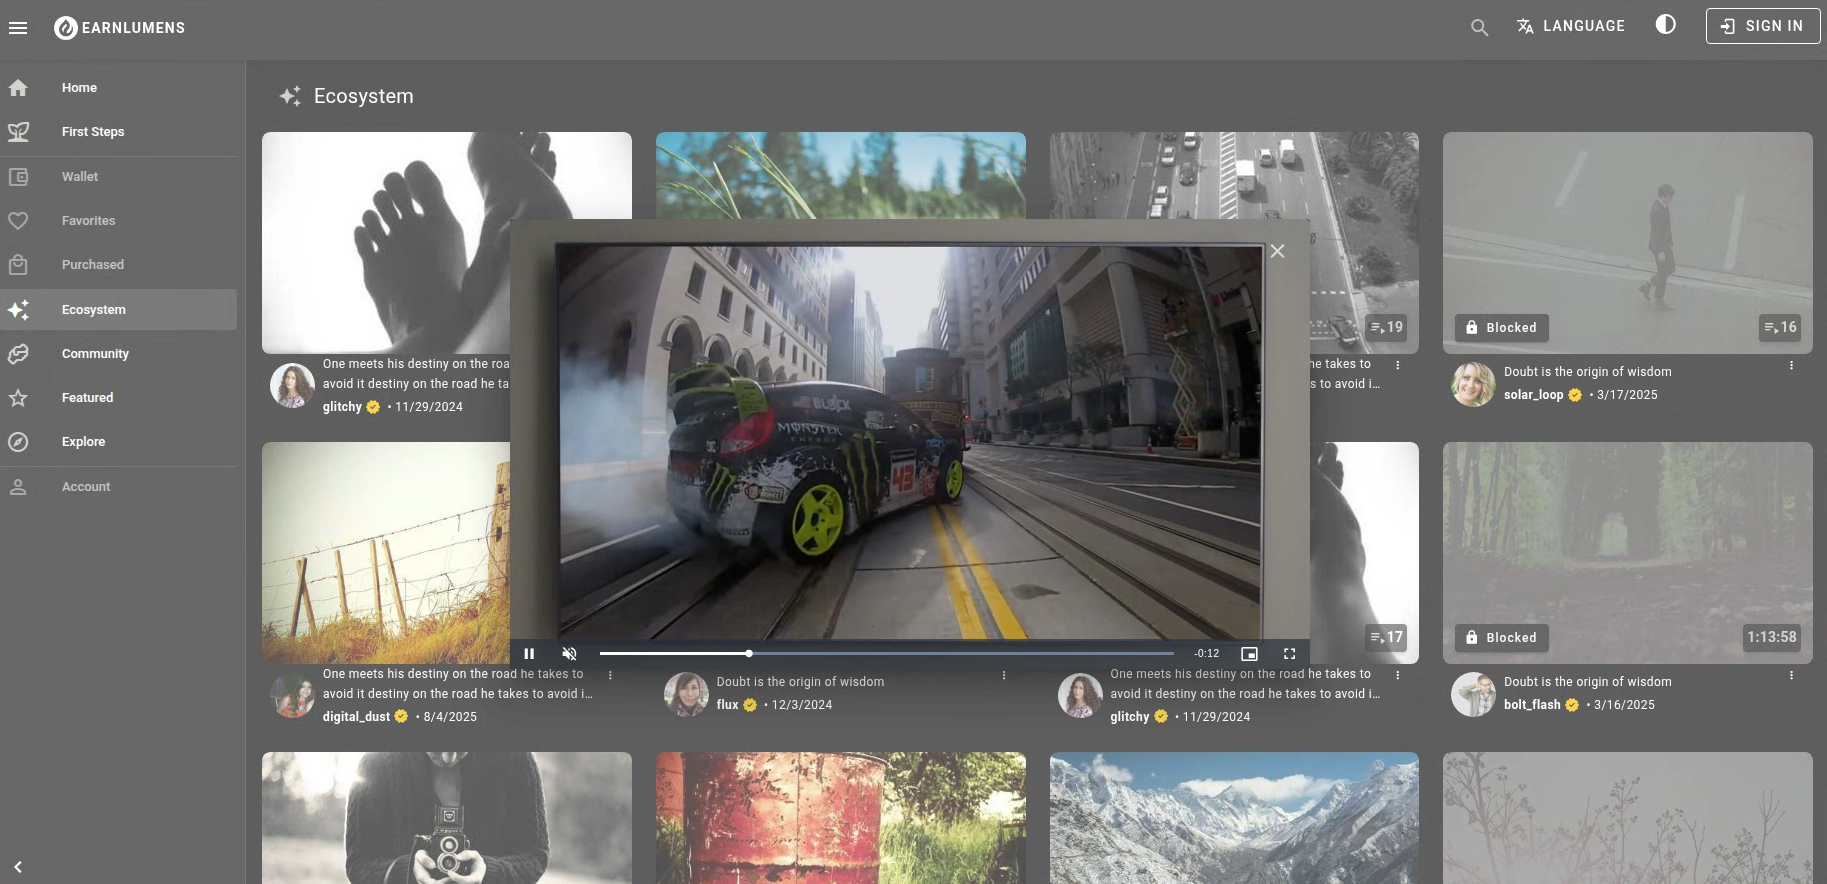 EARNLUMENS
LANGUAGE
SIGN IN
Home
First Steps
Wallet
Favorites
Purchased
Ecosystem
Community
Featured
Explore
Account
Ecosystem
One meets his destiny on the roa
avoid it destiny on the road he ta
glitchy • 11/29/2024
19
he takes to
s to avoid i...
Blocked
16
Doubt is the origin of wisdom
solar_loop • 3/17/2025
BLOCK
MONSTER
ENERGY
43
-0:12
One meets his destiny on the road he takes to
avoid it destiny on the road he takes to avoid i...
digital_dust • 8/4/2025
Doubt is the origin of wisdom
flux • 12/3/2024
17
One meets his destiny on the road he takes to
avoid it destiny on the road he takes to avoid i...
glitchy • 11/29/2024
Blocked
1:13:58
Doubt is the origin of wisdom
bolt_flash • 3/16/2025